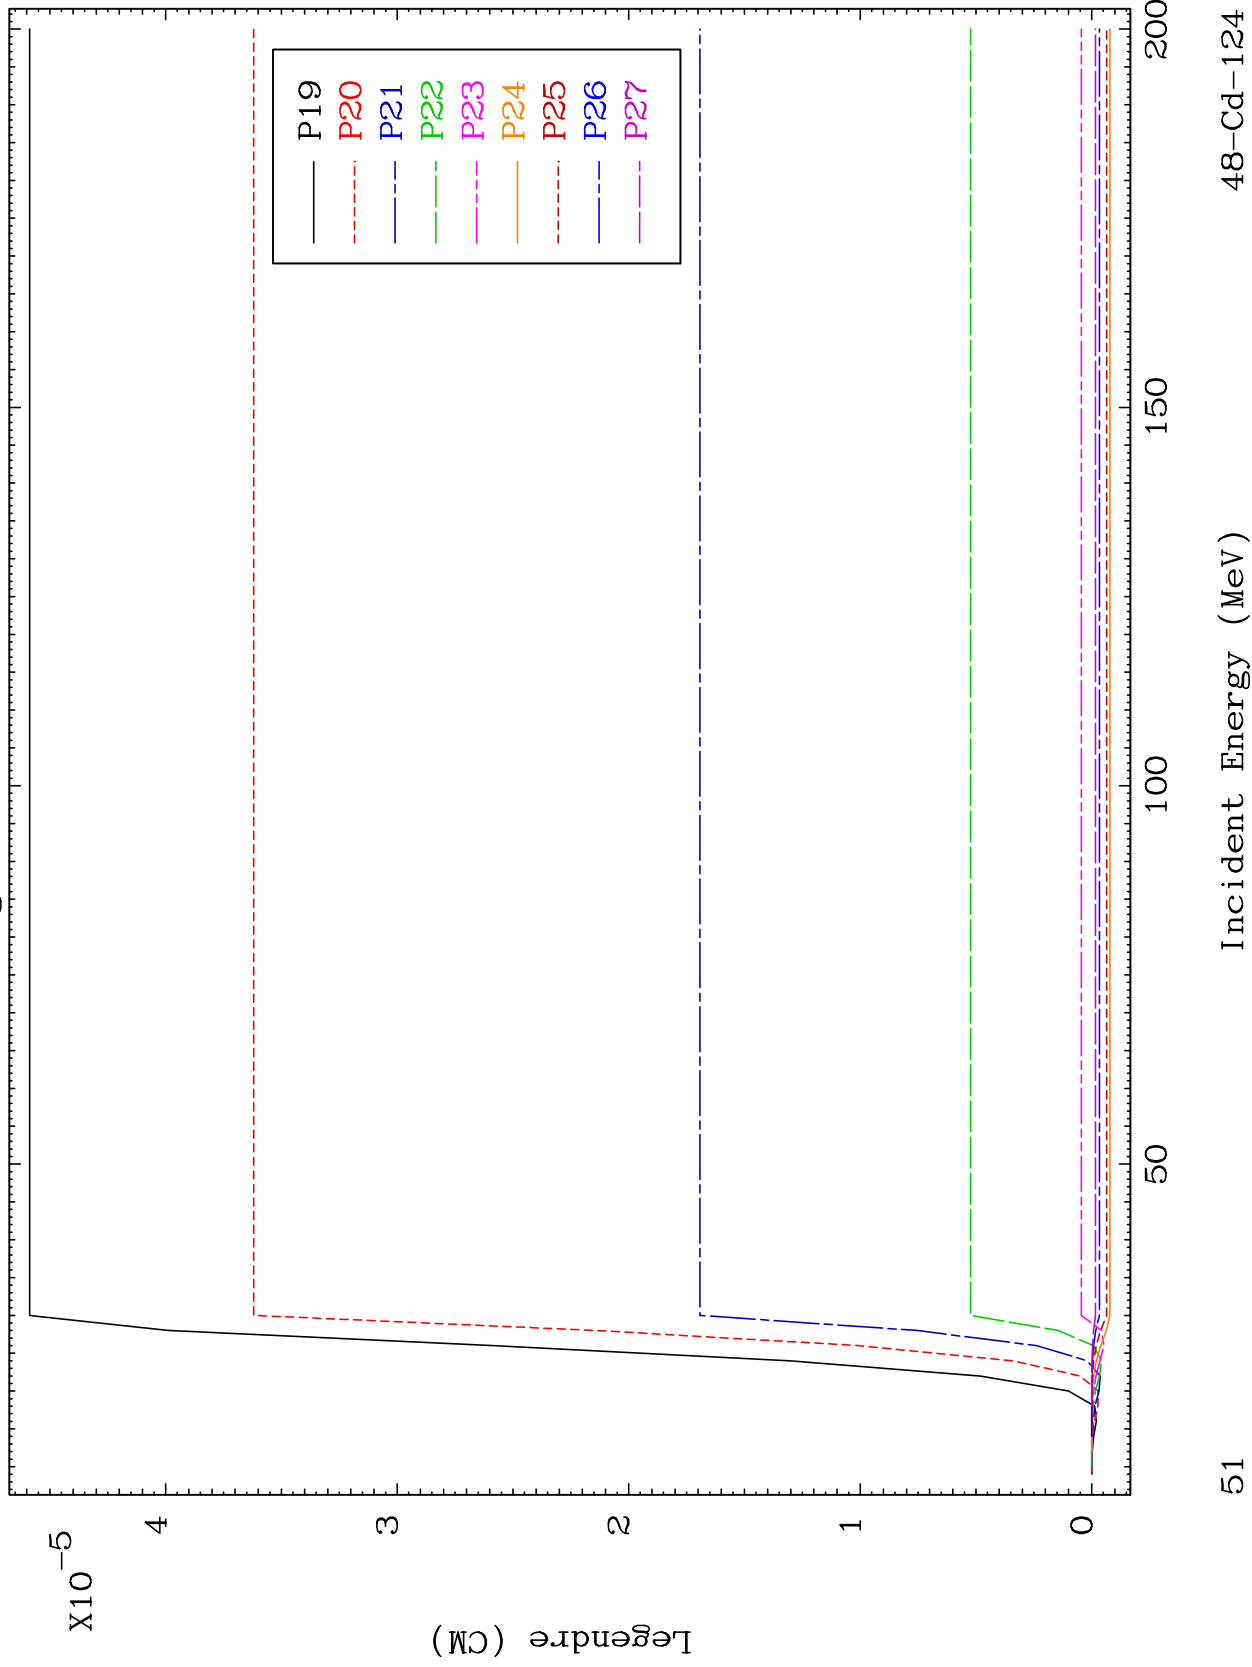 X10-5
4
3
2
1
0
Legendre (CM)
P19
P20
P21
P22
P23
P24
P25
P26
P27
50
100
150
200
Incident Energy (MeV)
51
48-Cd-124